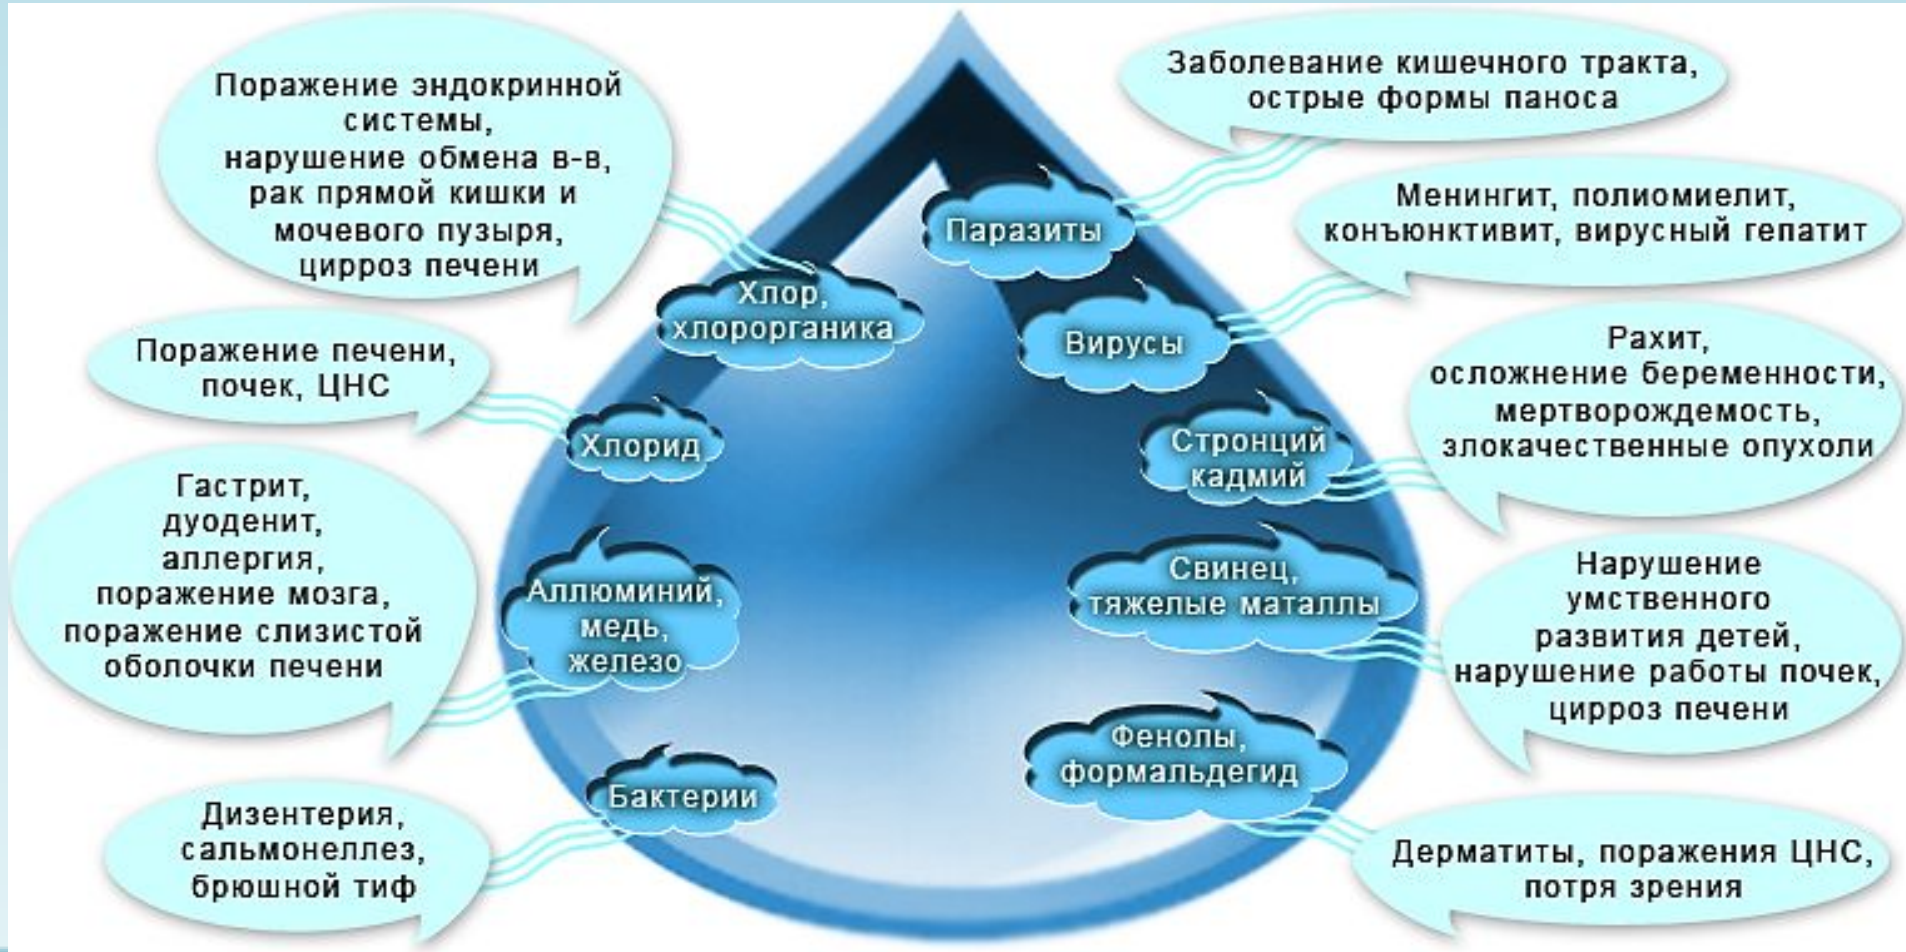 Поражение эндокринной
системы,
нарушение обмена в-в,
рак прямой кишки и
мочевого пузыря,
цирроз печени
Хлор,
хлорорганика
Поражение печени,
почек, ЦНС
Хлорид
Гастрит,
дуоденит,
аллергия,
поражение мозга,
поражение слизистой
оболочки печени
Аллюминий,
медь,
железо
Дизентерия,
сальмонеллез,
брюшной тиф
Бактерии
Заболевание кишечного тракта,
острые формы паноса
Паразиты
Менингит, полиомиелит,
конъюнктивит, вирусный гепатит
Вирусы
Рахит,
осложнение беременности,
мертворождемость,
злокачественные опухоли
Стронций
кадмий
Нарушение
умственного
развития детей,
нарушение работы почек,
цирроз печени
Свинец,
тяжелые маталлы
Дерматиты, поражения ЦНС,
потря зрения
Фенолы,
формальдегид